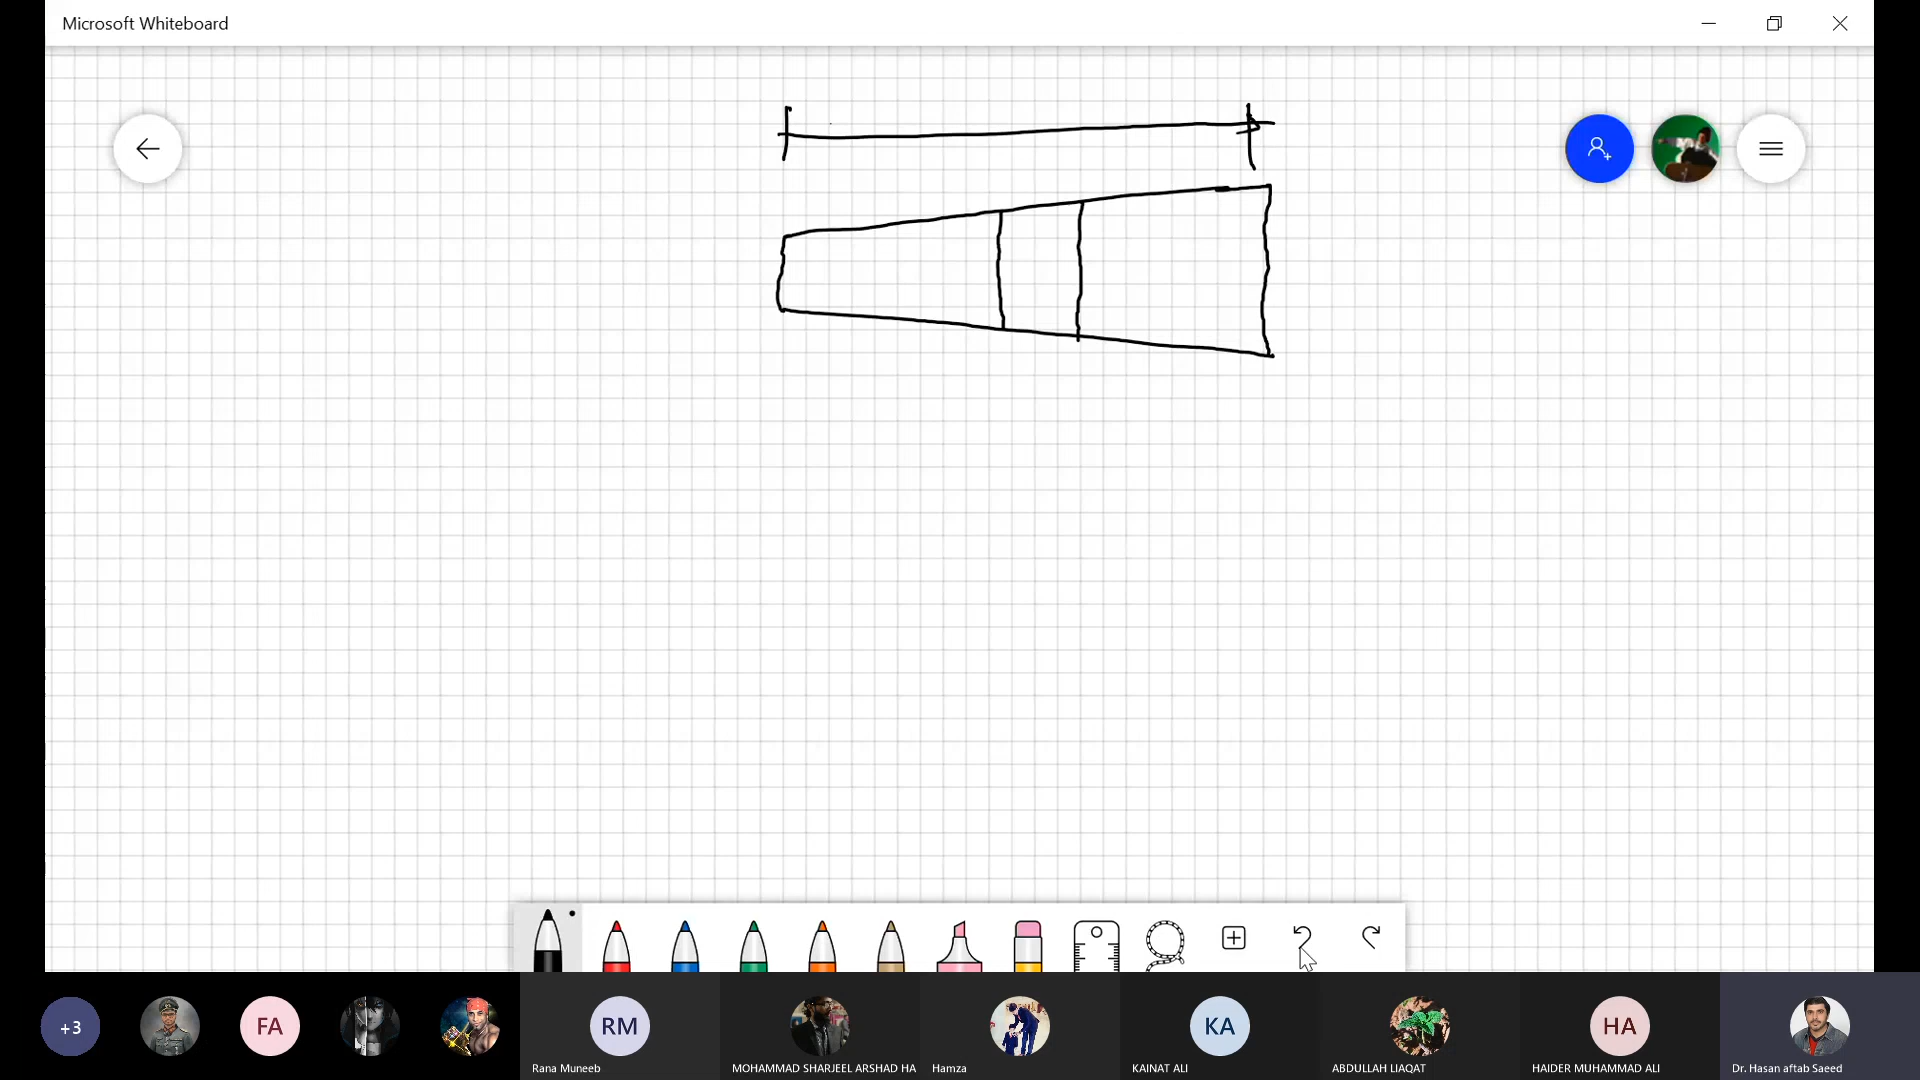 Microsoft Whiteboard
+3
FA
RM
KA
HA
Rana Muneeb
MOHAMMAD SHARJEEL ARSHAD HA
Hamza
KAINAT ALI
ABDULLAH LIAQAT
HAIDER MUHAMMAD ALI
Dr. Hasan aftab Saeed